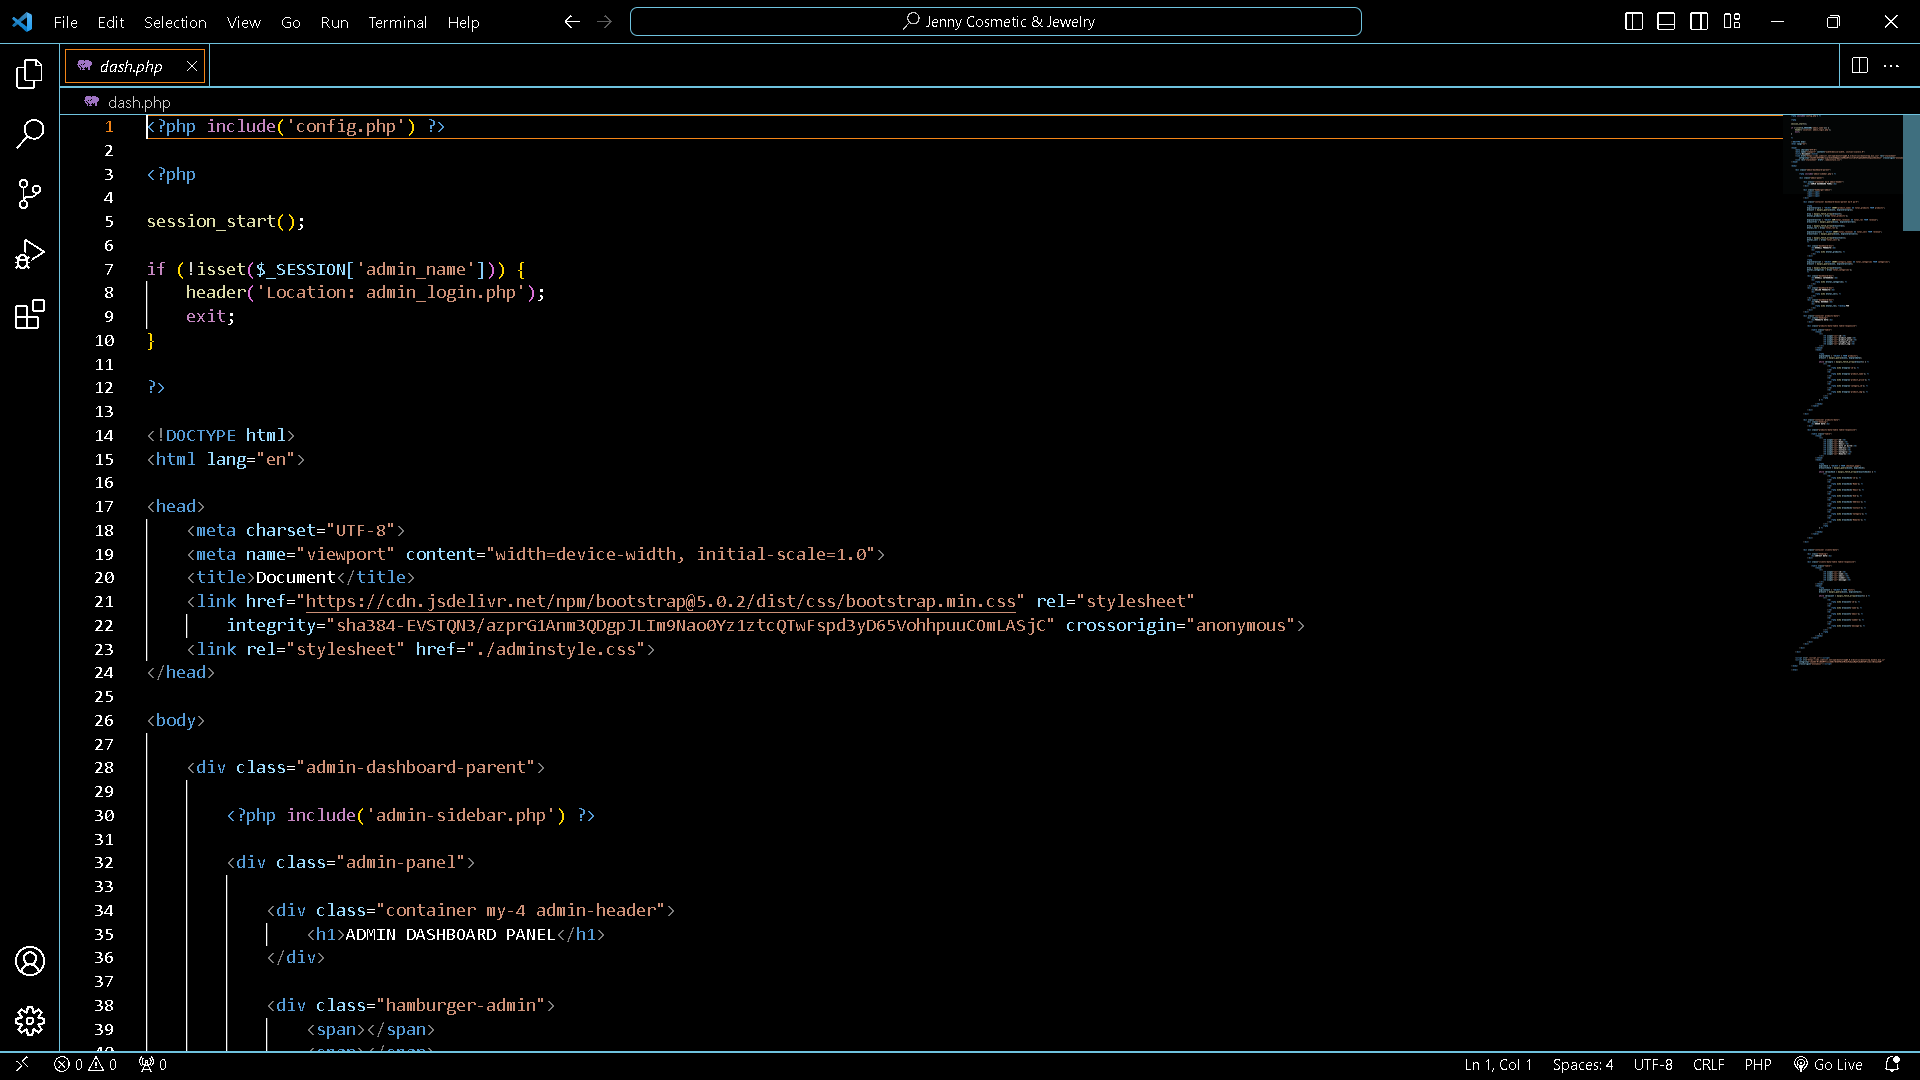 File Edit Selection View Go Run Terminal Help
Jenny Cosmetic & Jewelry
dash.php
dash.php
1 <?php include('config.php') ?>
2
3 <?php
4
5 session_start();
6
7 if (!isset($_SESSION['admin_name'])) {
8 header('Location: admin_login.php');
9 exit;
10 }
11
12 ?>
13
14 <!DOCTYPE html>
15 <html lang="en">
16
17 <head>
18 <meta charset="UTF-8">
19 <meta name="viewport" content="width=device-width, initial-scale=1.0">
20 <title>Document</title>
21 <link href="https://cdn.jsdelivr.net/npm/bootstrap@5.0.2/dist/css/bootstrap.min.css" rel="stylesheet"
22 integrity="sha384-EVSTQN3/azprG1Anm3QDgpJLIm9Nao0Yz1ztcQTwFspd3yD65VohhpuuCOmLASjC" crossorigin="anonymous">
23 <link rel="stylesheet" href="./adminstyle.css">
24 </head>
25
26 <body>
27
28 <div class="admin-dashboard-parent">
29
30 <?php include('admin-sidebar.php') ?>
31
32 <div class="admin-panel">
33
34 <div class="container my-4 admin-header">
35 <h1>ADMIN DASHBOARD PANEL</h1>
36 </div>
37
38 <div class="hamburger-admin">
39 <span></span>
40 <span></span>
0 0 0
Ln 1, Col 1 Spaces: 4 UTF-8 CRLF PHP Go Live